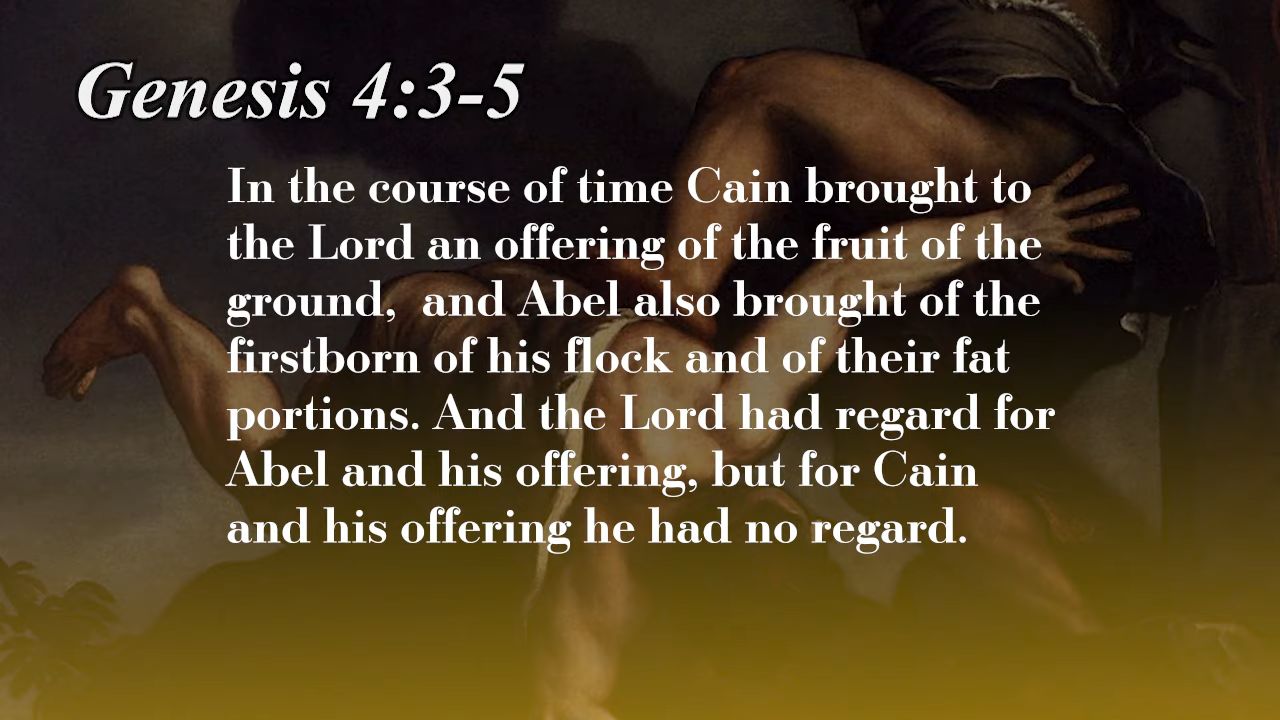 Genesis 4:3-5
In the course of time Cain brought to
the Lord an offering of the fruit of the
ground,  and Abel also brought of the
firstborn of his flock and of their fat
portions. And the Lord had regard for
Abel and his offering, but for Cain
and his offering he had no regard.